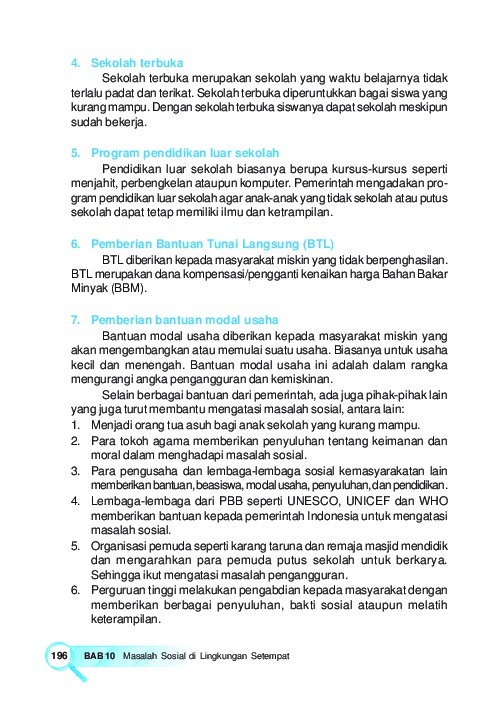 4. Sekolah terbuka
Sekolah terbuka merupakan sekolah yang waktu belajarnya tidak
terlalu padat dan terikat. Sekolah terbuka diperuntukkan bagai siswa yang
kurang mampu. Dengan sekolah terbuka siswanya dapat sekolah meskipun
sudah bekerja.
5. Program pendidikan luar sekolah
Pendidikan luar sekolah biasanya berupa kursus-kursus seperti
menjahit, perbengkelan ataupun komputer. Pemerintah mengadakan pro-
gram pendidikan luar sekolah agar anak-anak yang tidak sekolah atau putus
sekolah dapat tetap memiliki ilmu dan ketrampilan.
6. Pemberian Bantuan Tunai Langsung (BTL)
BTL diberikan kepada masyarakat miskin yang tidak berpenghasilan.
BTL merupakan dana kompensasi/pengganti kenaikan harga Bahan Bakar
Minyak (BBM).
7. Pemberian bantuan modal usaha
Bantuan modal usaha diberikan kepada masyarakat miskin yang
akan mengembangkan atau memulai suatu usaha. Biasanya untuk usaha
kecil dan menengah. Bantuan modal usaha ini adalah dalam rangka
mengurangi angka pengangguran dan kemiskinan.
Selain berbagai bantuan dari pemerintah, ada juga pihak-pihak lain
yang juga turut membantu mengatasi masalah sosial, antara lain:
1. Menjadi orang tua asuh bagi anak sekolah yang kurang mampu.
2. Para tokoh agama memberikan penyuluhan tentang keimanan dan
moral dalam menghadapi masalah sosial.
3. Para pengusaha dan lembaga-lembaga sosial kemasyarakatan lain
memberikan bantuan, beasiswa, modal usaha, penyuluhan, dan pendidikan.
4. Lembaga-lembaga dari PBB seperti UNESCO, UNICEF dan WHO
memberikan bantuan kepada pemerintah Indonesia untuk mengatasi
masalah sosial.
5. Organisasi pemuda seperti karang taruna dan remaja masjid mendidik
dan mengarahkan para pemuda putus sekolah untuk berkarya.
Sehingga ikut mengatasi masalah pengangguran.
6. Perguruan tinggi melakukan pengabdian kepada masyarakat dengan
memberikan berbagai penyuluhan, bakti sosial ataupun melatih
keterampilan.
196 BAB 10 Masalah Sosial di Lingkungan Setempat